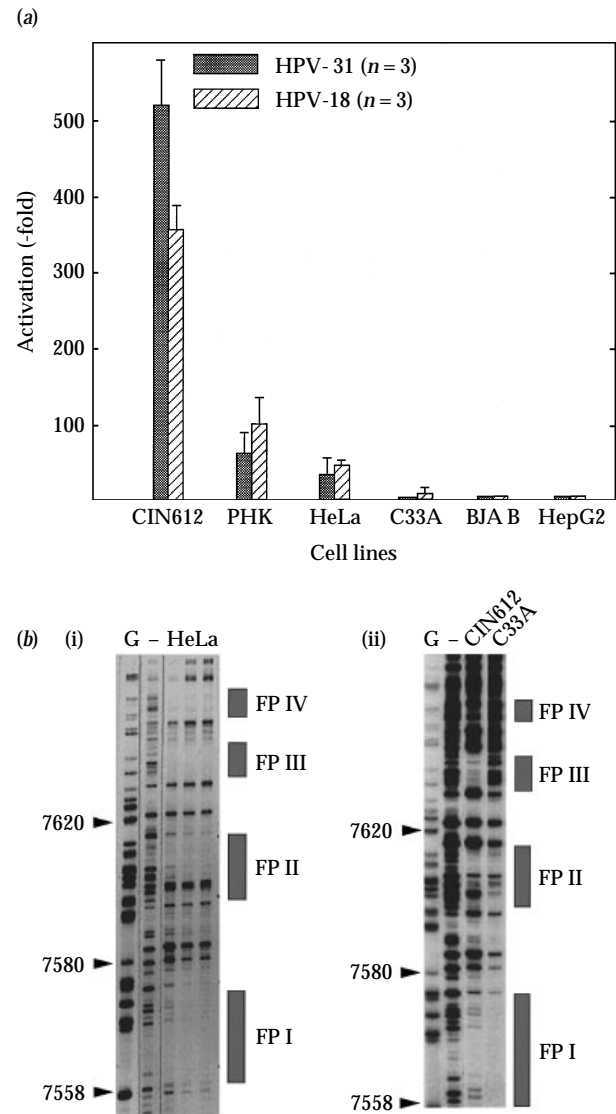 (a)
HPV-31 (n = 3)
HPV-18 (n = 3)
500
400
300
200
100
Activation (-fold)
CIN612 PHK HeLa C33A BJA B HepG2
Cell lines
(b) (i)
G – HeLa
FP IV
FP III
7620
FP II
7580
FP I
7558
(ii)
G – CIN612 C33A
FP IV
FP III
7620
FP II
7580
FP I
7558